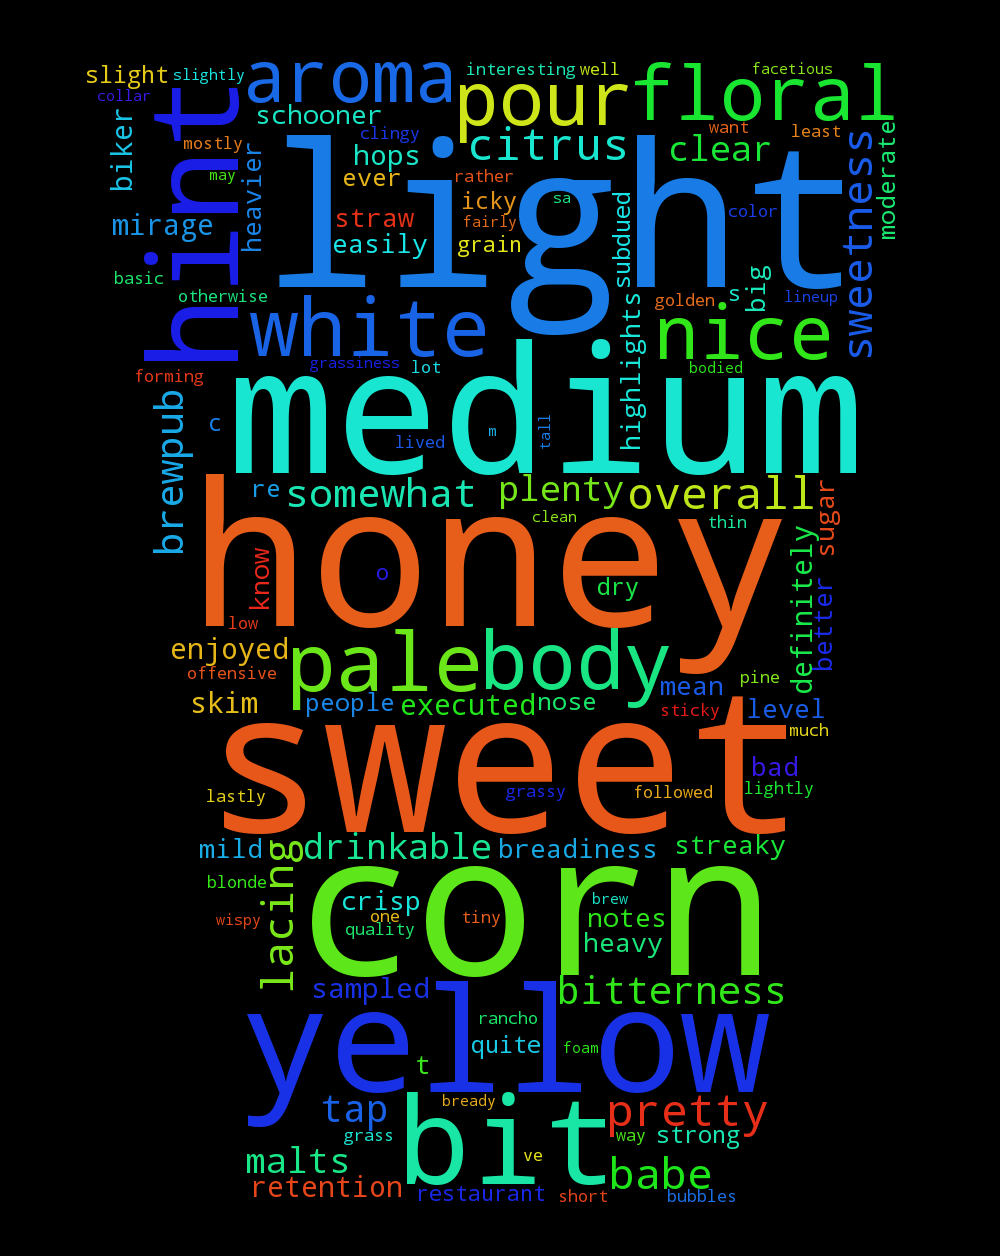 slight slightly aroma interesting well facetious
collar hint schooner pour floral
biker mostly clingy citrus want least
may hops clear sweetness moderate
heavier ever rather
mirage straw icky sa color
light
easily fairly grain subdued
basic otherwise golden s big lineup
white highlights nice
forming grassiness lot bodied
brewpub c medium
lived m tall
re somewhat plenty overall sugar
clean thin
honey
know o dry definitely better
low
enjoyed pale body
offensive mean pine
skim people executed nose sticky level
much
sweet
bad
lastly grassy followed lightly
mild drinkable breadiness streaky
lacing corn
blonde crisp brew
wispy one tiny notes
quality heavy
sampled bitterness
yellow
rancho
quite foam
t
tap bready pretty
bit
grass way strong
malts ve babe
retention restaurant short bubbles